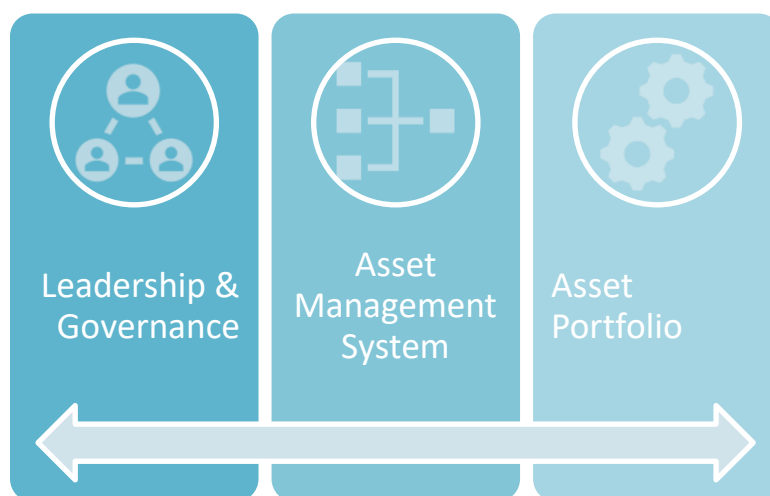 Leadership &
Governance
Asset
Management
System
Asset
Portfolio